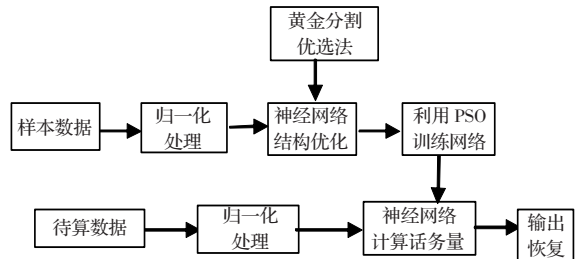 黄金分割
优选法
样本数据
归一化
处理
神经网络
结构优化
利用 PSO
训练网络
待算数据
归一化
处理
神经网络
计算话务量
输出
恢复